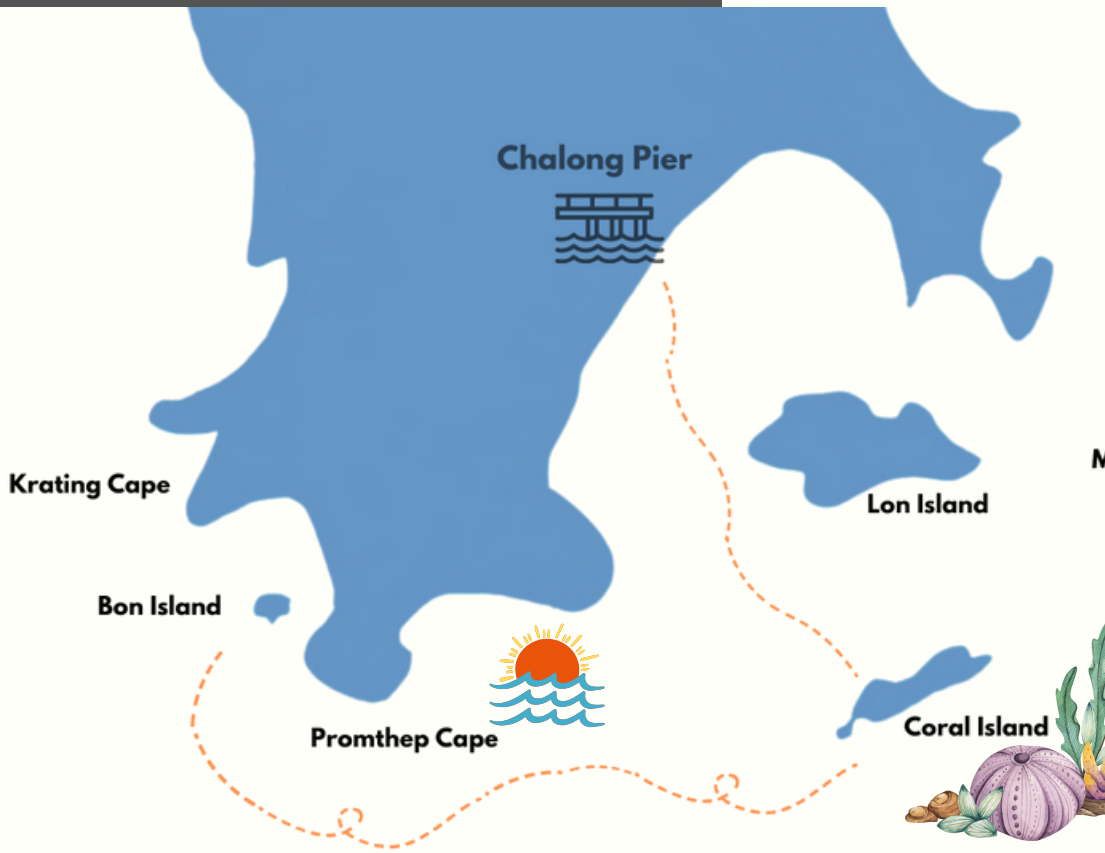 Chalong Pier
Krating Cape
M
Lon Island
Bon Island
Coral Island
Promthep Cape